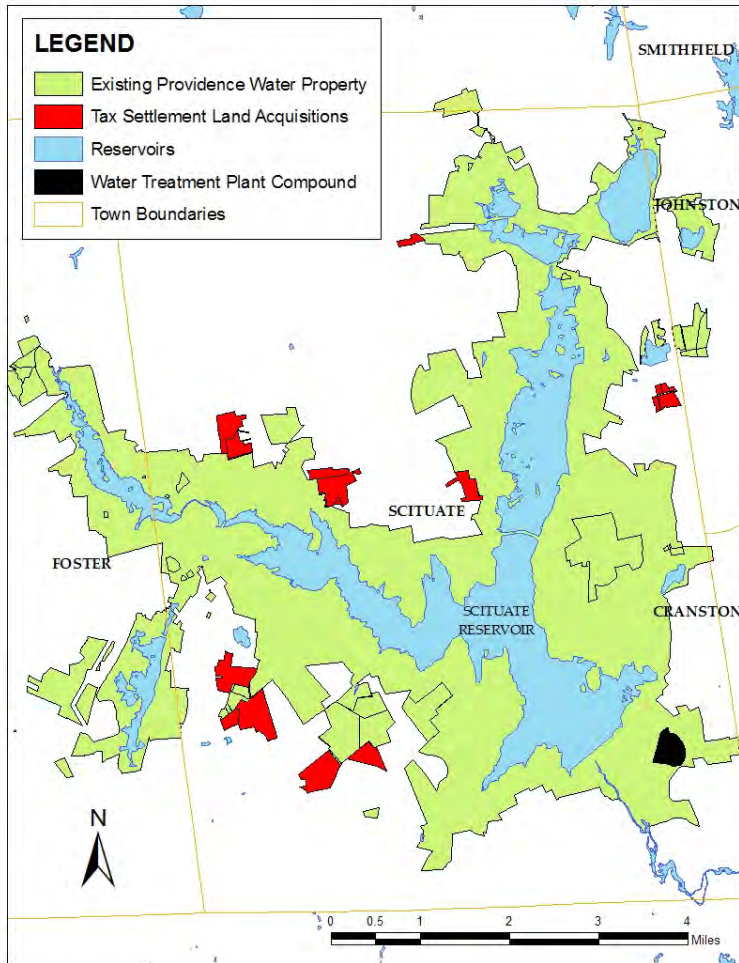 LEGEND
Existing Providence Water Property
Tax Settlement Land Acquisitions
Reservoirs
Water Treatment Plant Compound
Town Boundaries
SMITHFIELD
JOHNSTON
SCITUATE
FOSTER
SCITUATE
RESERVOIR
CRANSTON
N
0 0.5 1 2 3 4
Miles